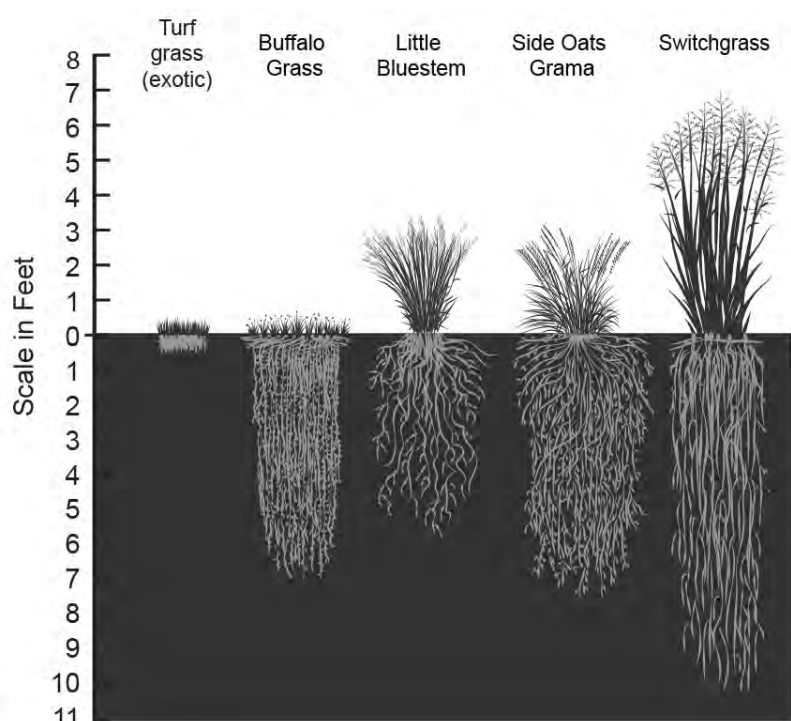 Turf
grass
(exotic)
Buffalo
Grass
Little
Bluestem
Side Oats
Grama
Switchgrass
8
7
6
5
4
3
2
1
0
1
2
3
4
5
6
7
8
9
10
11
Scale in Feet